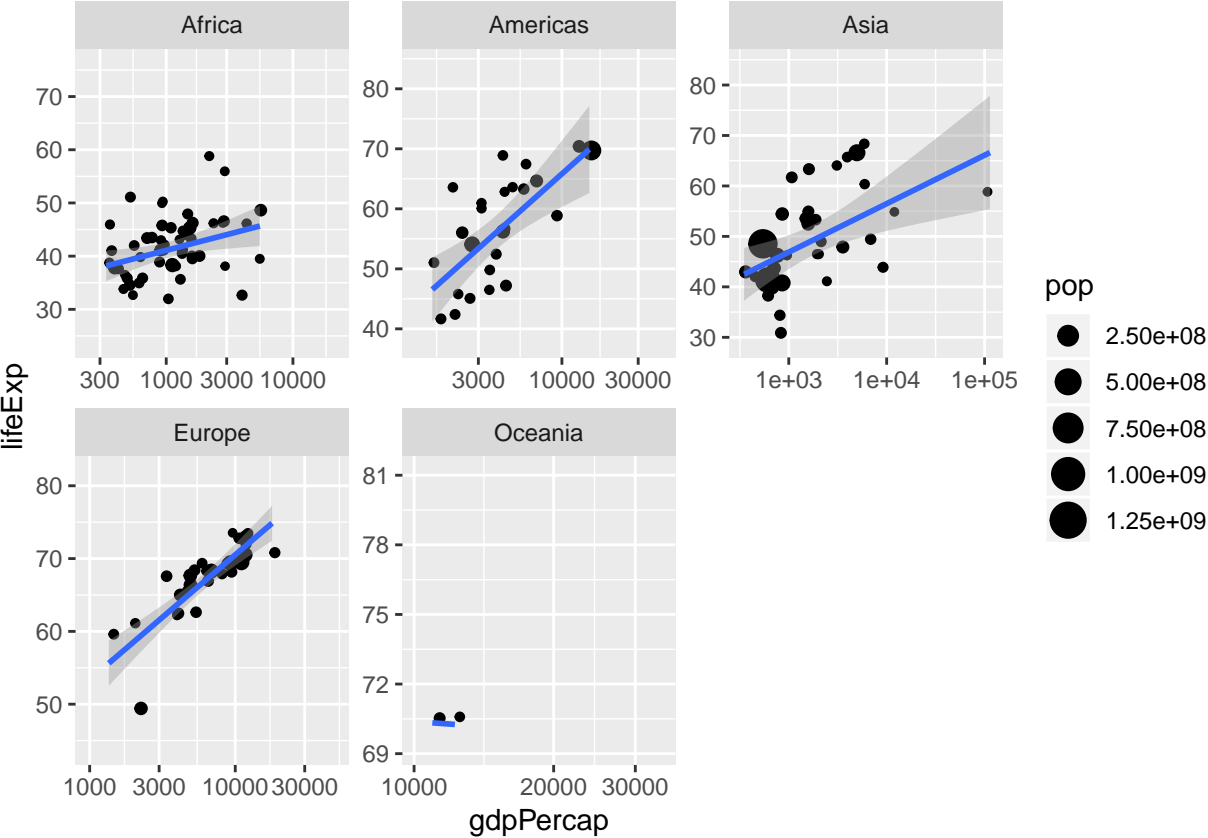 Africa
Americas
Asia
70
60
50
40
30
80
70
60
50
40
80
70
60
50
40
30
300 1000 3000 10000
3000 10000 30000
1e+03 1e+04 1e+05
lifeExp
Europe
Oceania
80
70
60
50
81
78
75
72
69
1000 3000 10000 30000
10000 20000 30000
gdpPercap
pop
2.50e+08
5.00e+08
7.50e+08
1.00e+09
1.25e+09